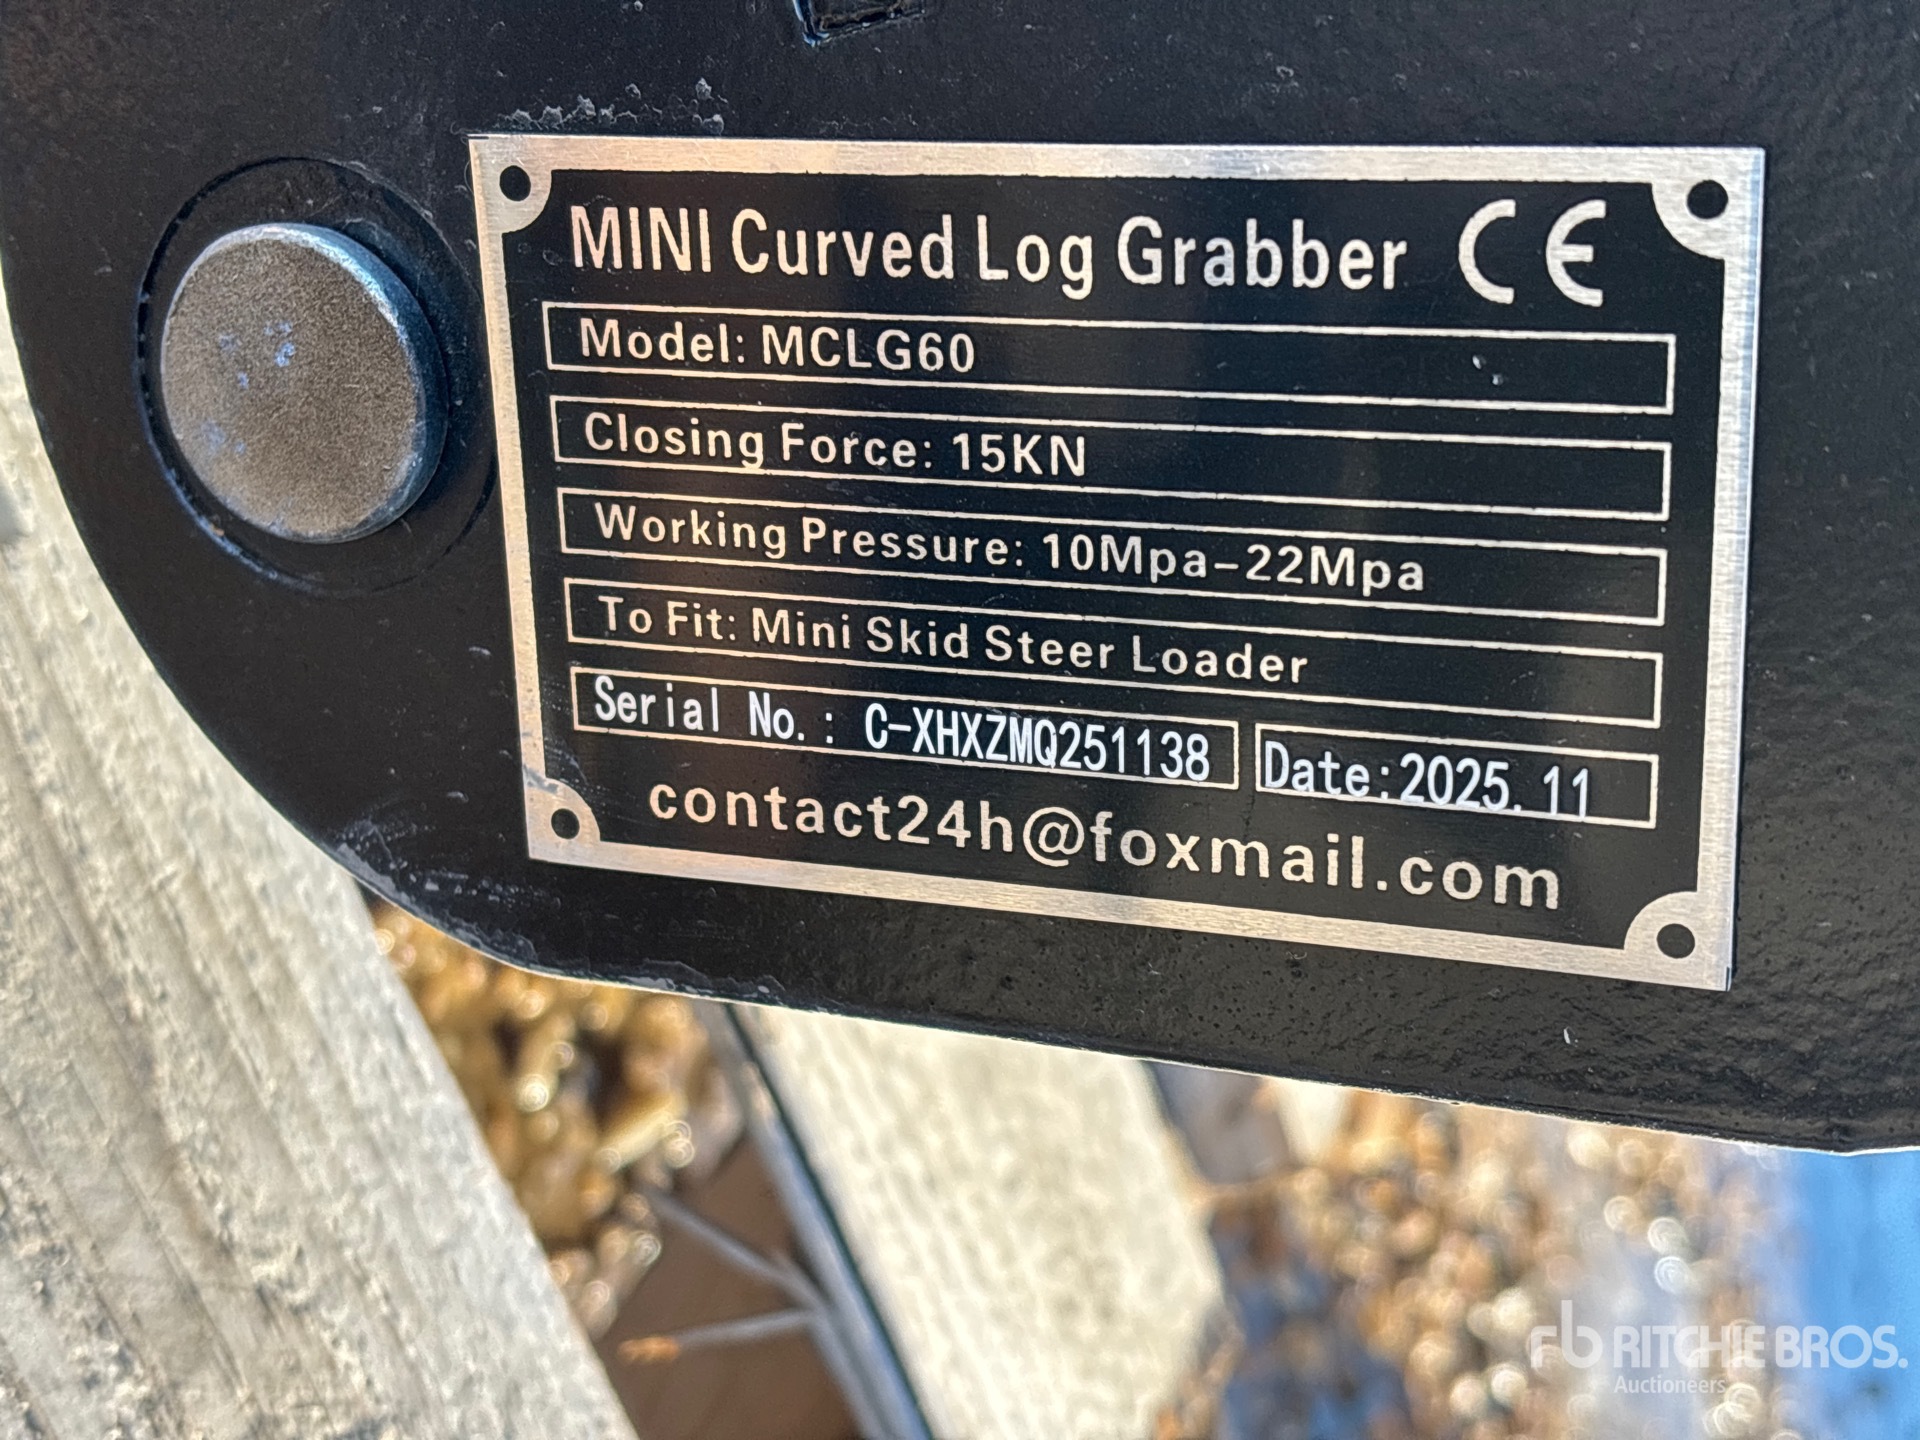 MINI Curved Log Grabber CE
Model: MCLG60
Closing Force: 15KN
Working Pressure: 10Mpa-22Mpa
To Fit: Mini Skid Steer Loader
Serial No.: C-XHXZMQ251138 Date:2025.11
contact24h@foxmail.com
rb RITCHIE BROS.
Auctioneers